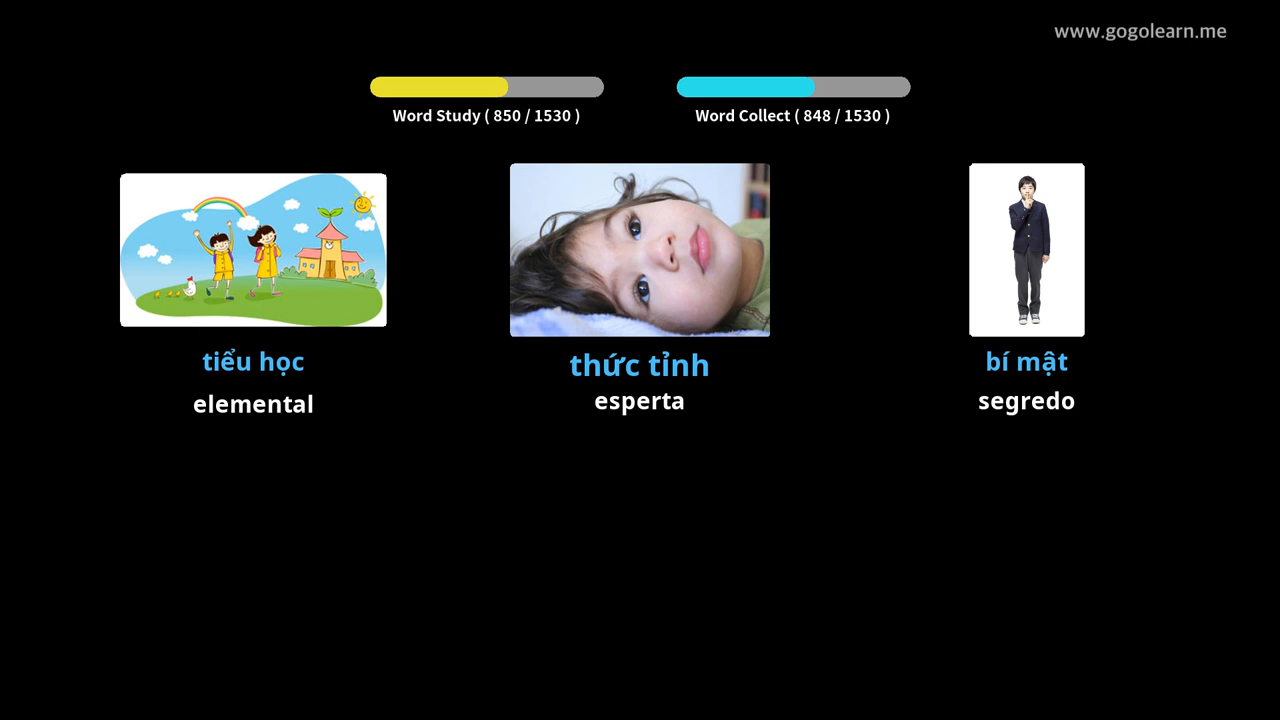 www.gogolearn.me
Word Study ( 850 / 1530 )
Word Collect ( 848 / 1530 )
tiểu học
elemental
thức tỉnh
esperta
bí mật
segredo